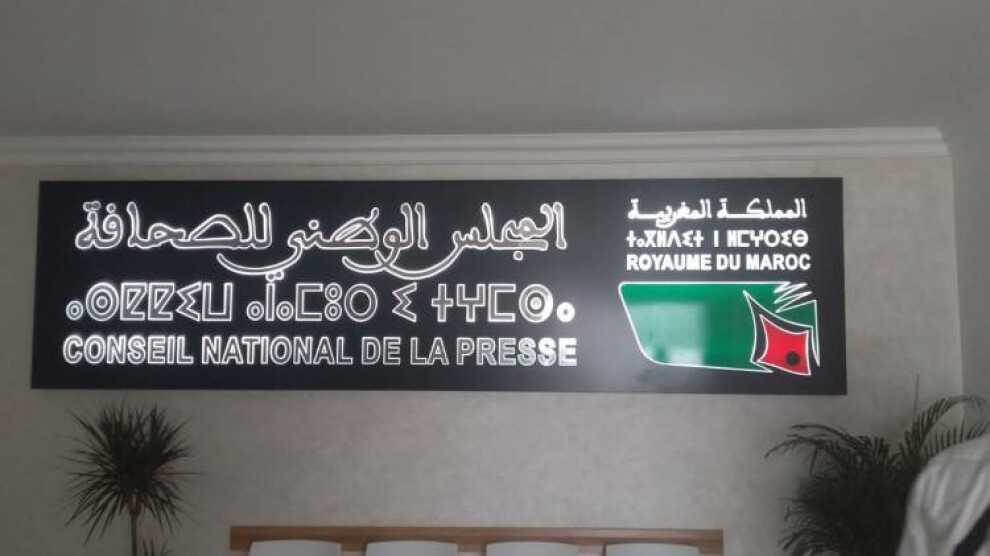 المجلس الوطني للصحافة
ⴰⵙⵇⵇⵉⵎ ⴰⵏⴰⵎⵓⵔ ⵉ ⵜⵖⵎⵙⴰ
CONSEIL NATIONAL DE LA PRESSE
المملكة المغربية
ⵜⴰⴳⵍⴷⵉⵜ ⵏ ⵍⵎⵖⵔⵉⴱ
ROYAUME DU MAROC